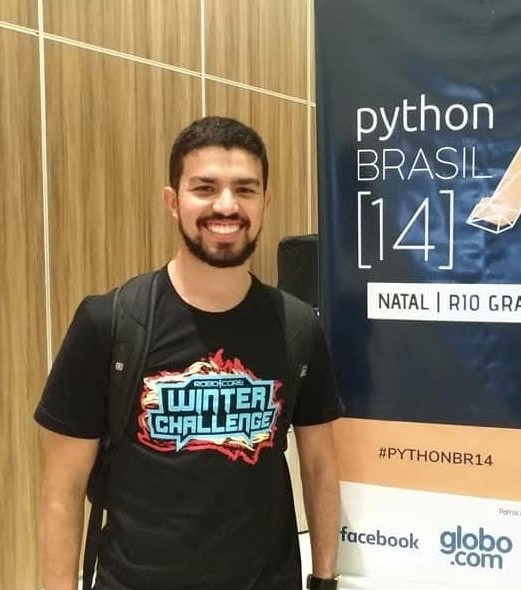 python
BRASIL
[14]
NATAL | RIO GRA
#PYTHONBR14
facebook
globo
.com
ROBOCORE
WINTER
CHALLENGE